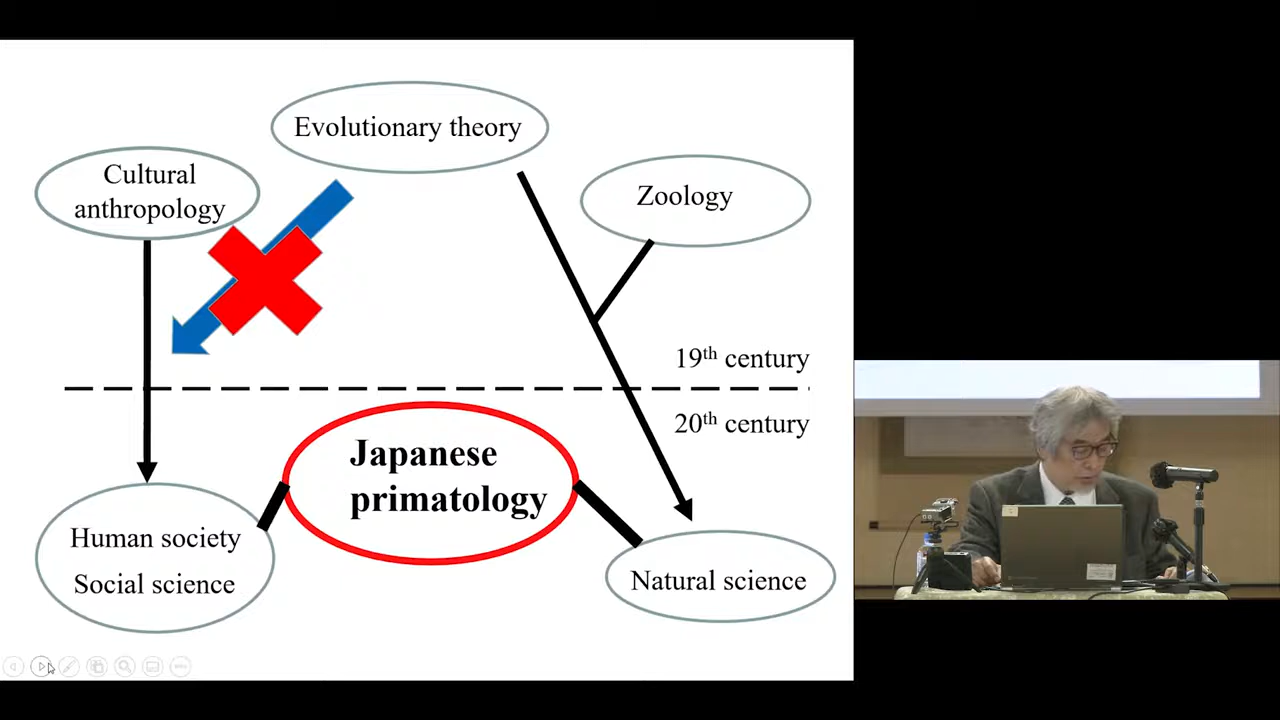 Evolutionary theory
Cultural
anthropology
Zoology
19th century
20th century
Japanese
primatology
Human society
Social science
Natural science